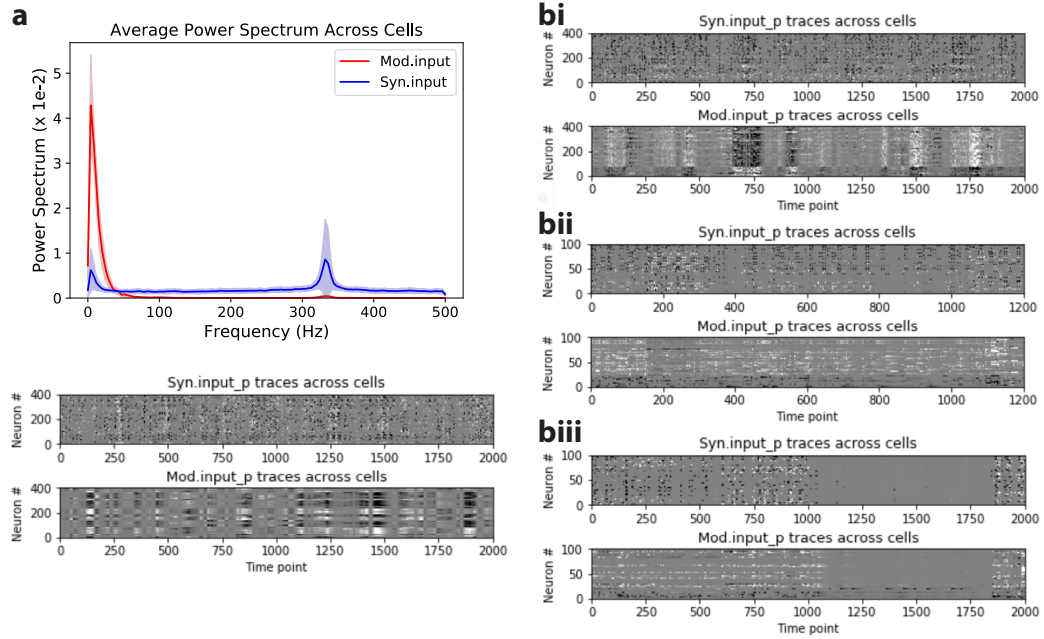 a
Average Power Spectrum Across Cells
Power Spectrum (x 1e-2)
5
4
3
2
1
0
Mod.input
Syn.input
0 100 200 300 400 500
Frequency (Hz)
Syn.input_p traces across cells
Neuron #
400
200
0
0 250 500 750 1000 1250 1500 1750 2000
Mod.input_p traces across cells
Neuron #
400
200
0
0 250 500 750 1000 1250 1500 1750 2000
Time point
bi
Syn.input_p traces across cells
Neuron #
400
200
0
0 250 500 750 1000 1250 1500 1750 2000
Mod.input_p traces across cells
Neuron #
400
200
0
0 250 500 750 1000 1250 1500 1750 2000
Time point
bii
Syn.input_p traces across cells
Neuron #
100
50
0
0 200 400 600 800 1000 1200
Mod.input_p traces across cells
Neuron #
100
50
0
0 200 400 600 800 1000 1200
Time point
biii
Syn.input_p traces across cells
Neuron #
100
50
0
0 250 500 750 1000 1250 1500 1750 2000
Mod.input_p traces across cells
Neuron #
100
50
0
0 250 500 750 1000 1250 1500 1750 2000
Time point